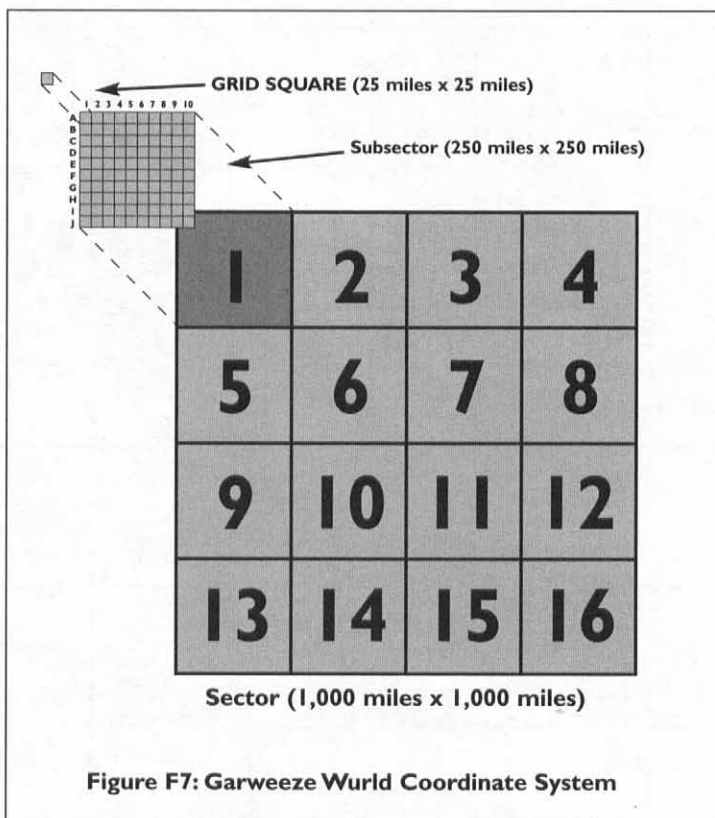 GRID SQUARE (25 miles x 25 miles)
1 2 3 4 5 6 7 8 9 10
A
B
C
D
E
F
G
H
I
J
Subsector (250 miles x 250 miles)
1 2 3 4
5 6 7 8
9 10 11 12
13 14 15 16
Sector (1,000 miles x 1,000 miles)
Figure F7: Garweeze Wurld Coordinate System